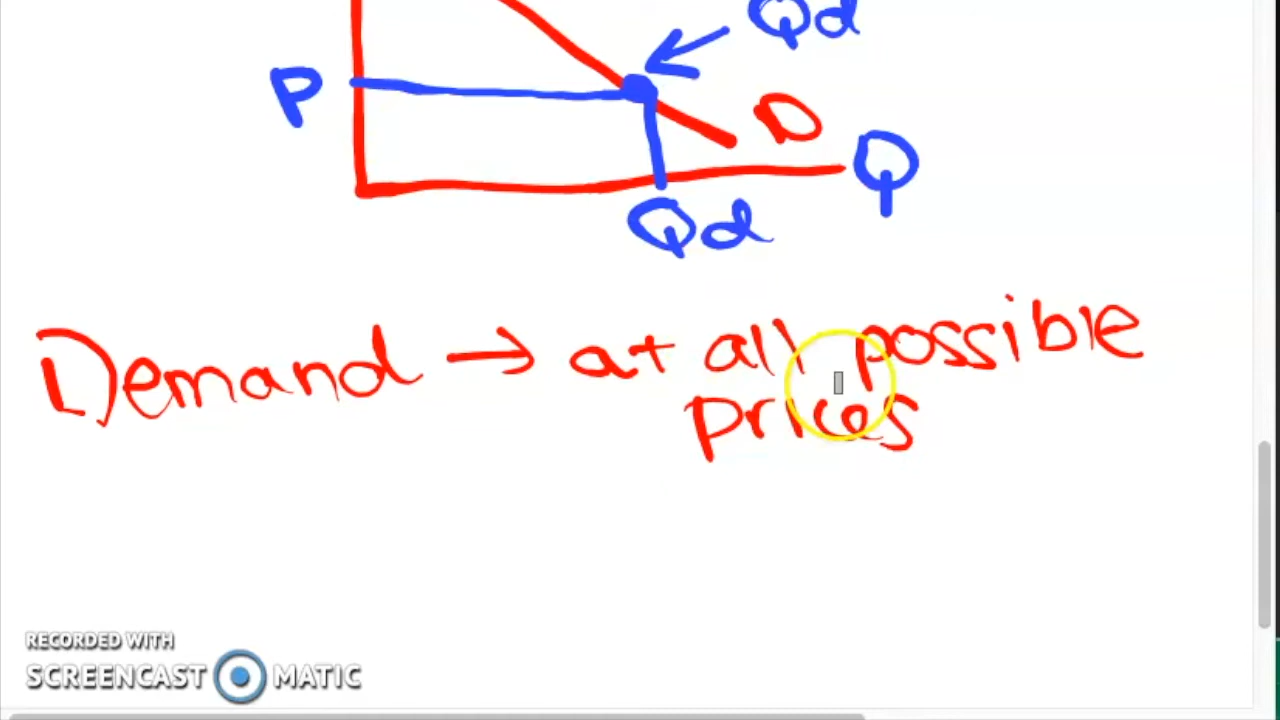 Qd
P
D
Q
Qd
Demand → at all possible
prices
RECORDED WITH
SCREENCAST MATIC